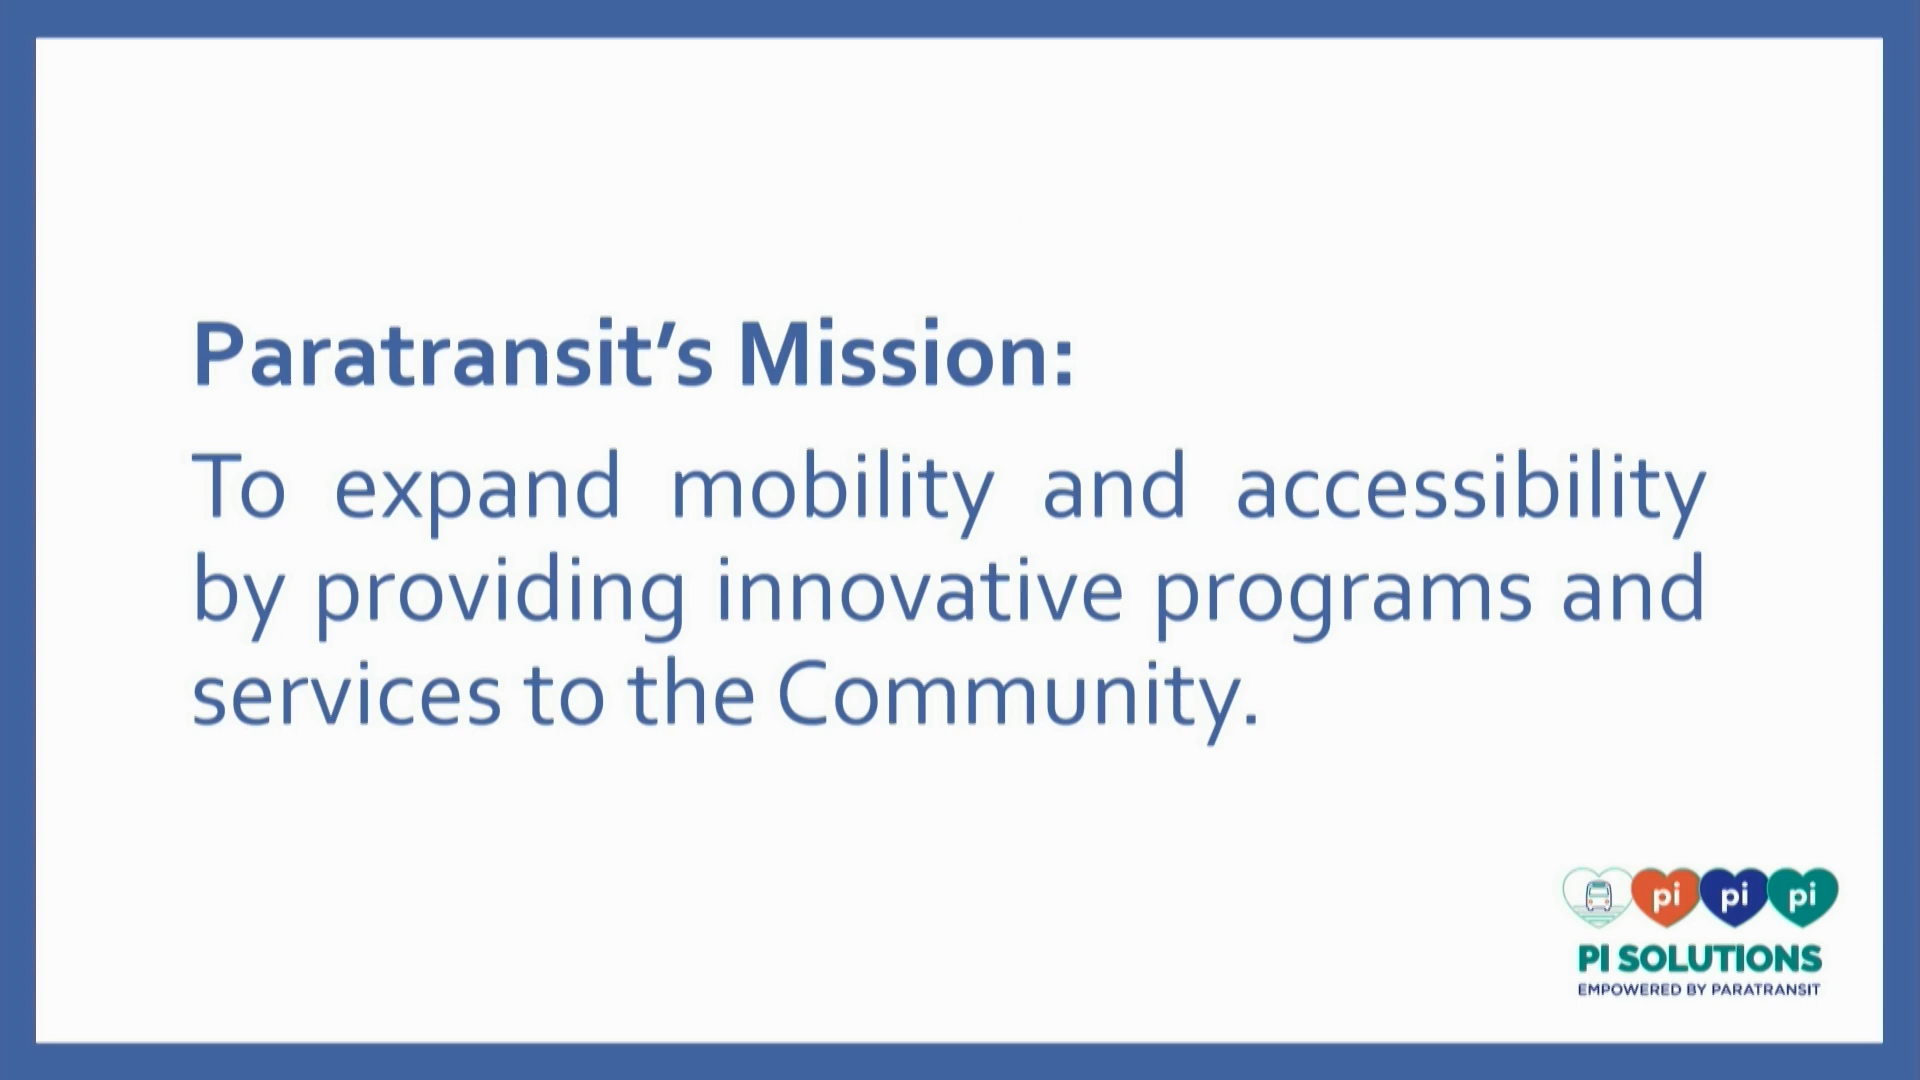 Paratransit’s Mission:
To expand mobility and accessibility
by providing innovative programs and
services to the Community.
pi pi pi
PI SOLUTIONS
EMPOWERED BY PARATRANSIT